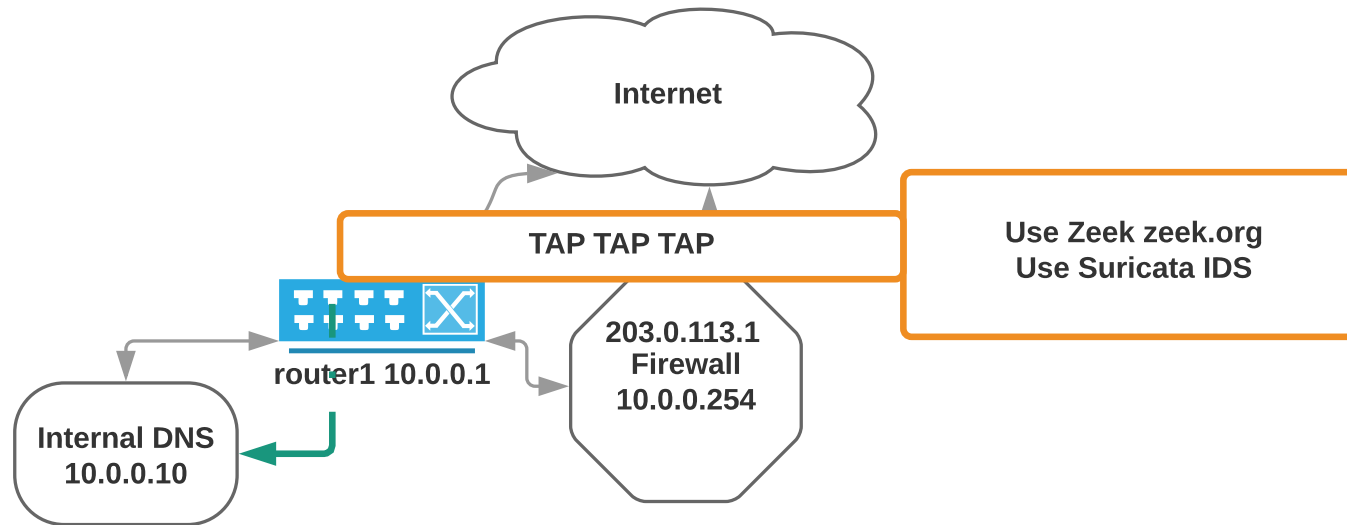 Internet
TAP TAP TAP
Use Zeek zeek.org
Use Suricata IDS
203.0.113.1
Firewall
10.0.0.254
router1 10.0.0.1
Internal DNS
10.0.0.10